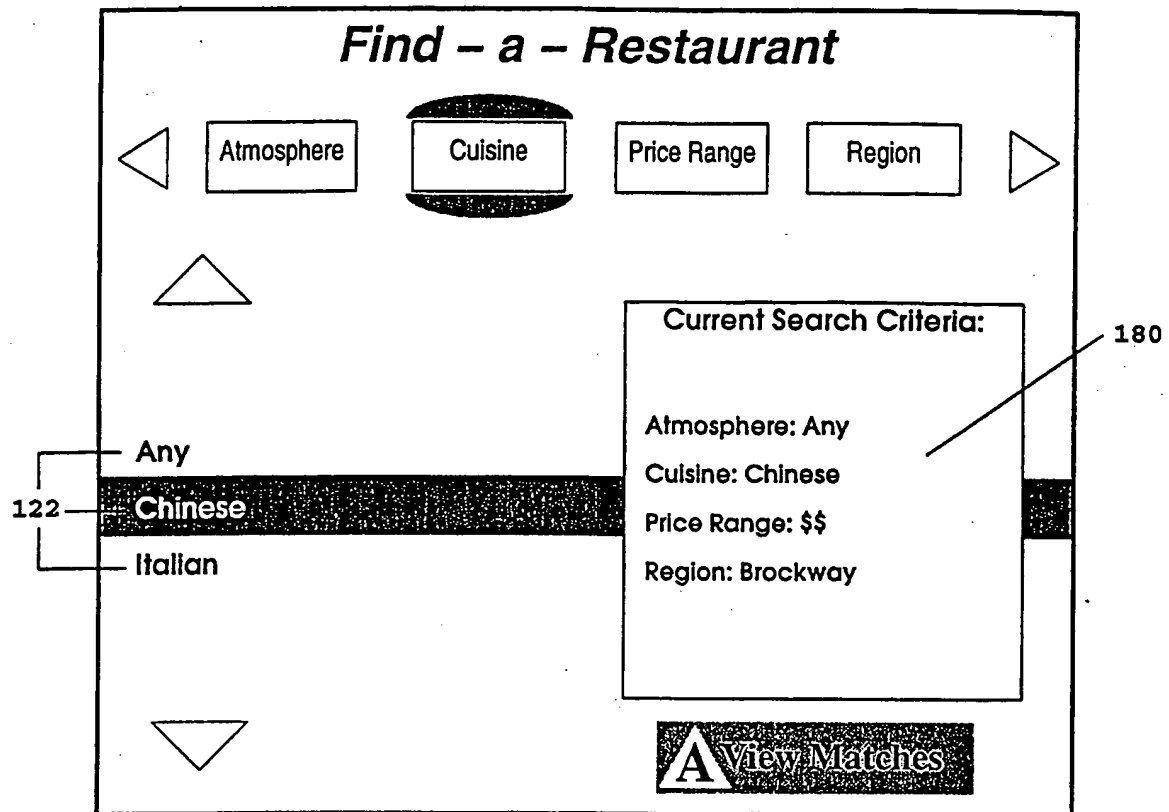 Find – a – Restaurant
Atmosphere Cuisine Price Range Region
Current Search Criteria:
180
Atmosphere: Any
Any
Cuisine: Chinese
122 Chinese
Price Range: $$
Italian
Region: Brockway
A View Matches